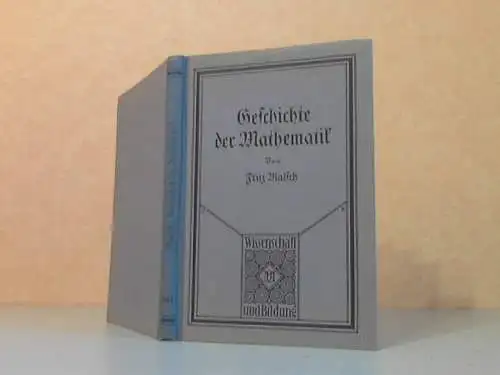 Geschichte
der Mathematik
Von
Fritz Malsch
Wissenschaft
und Bildung